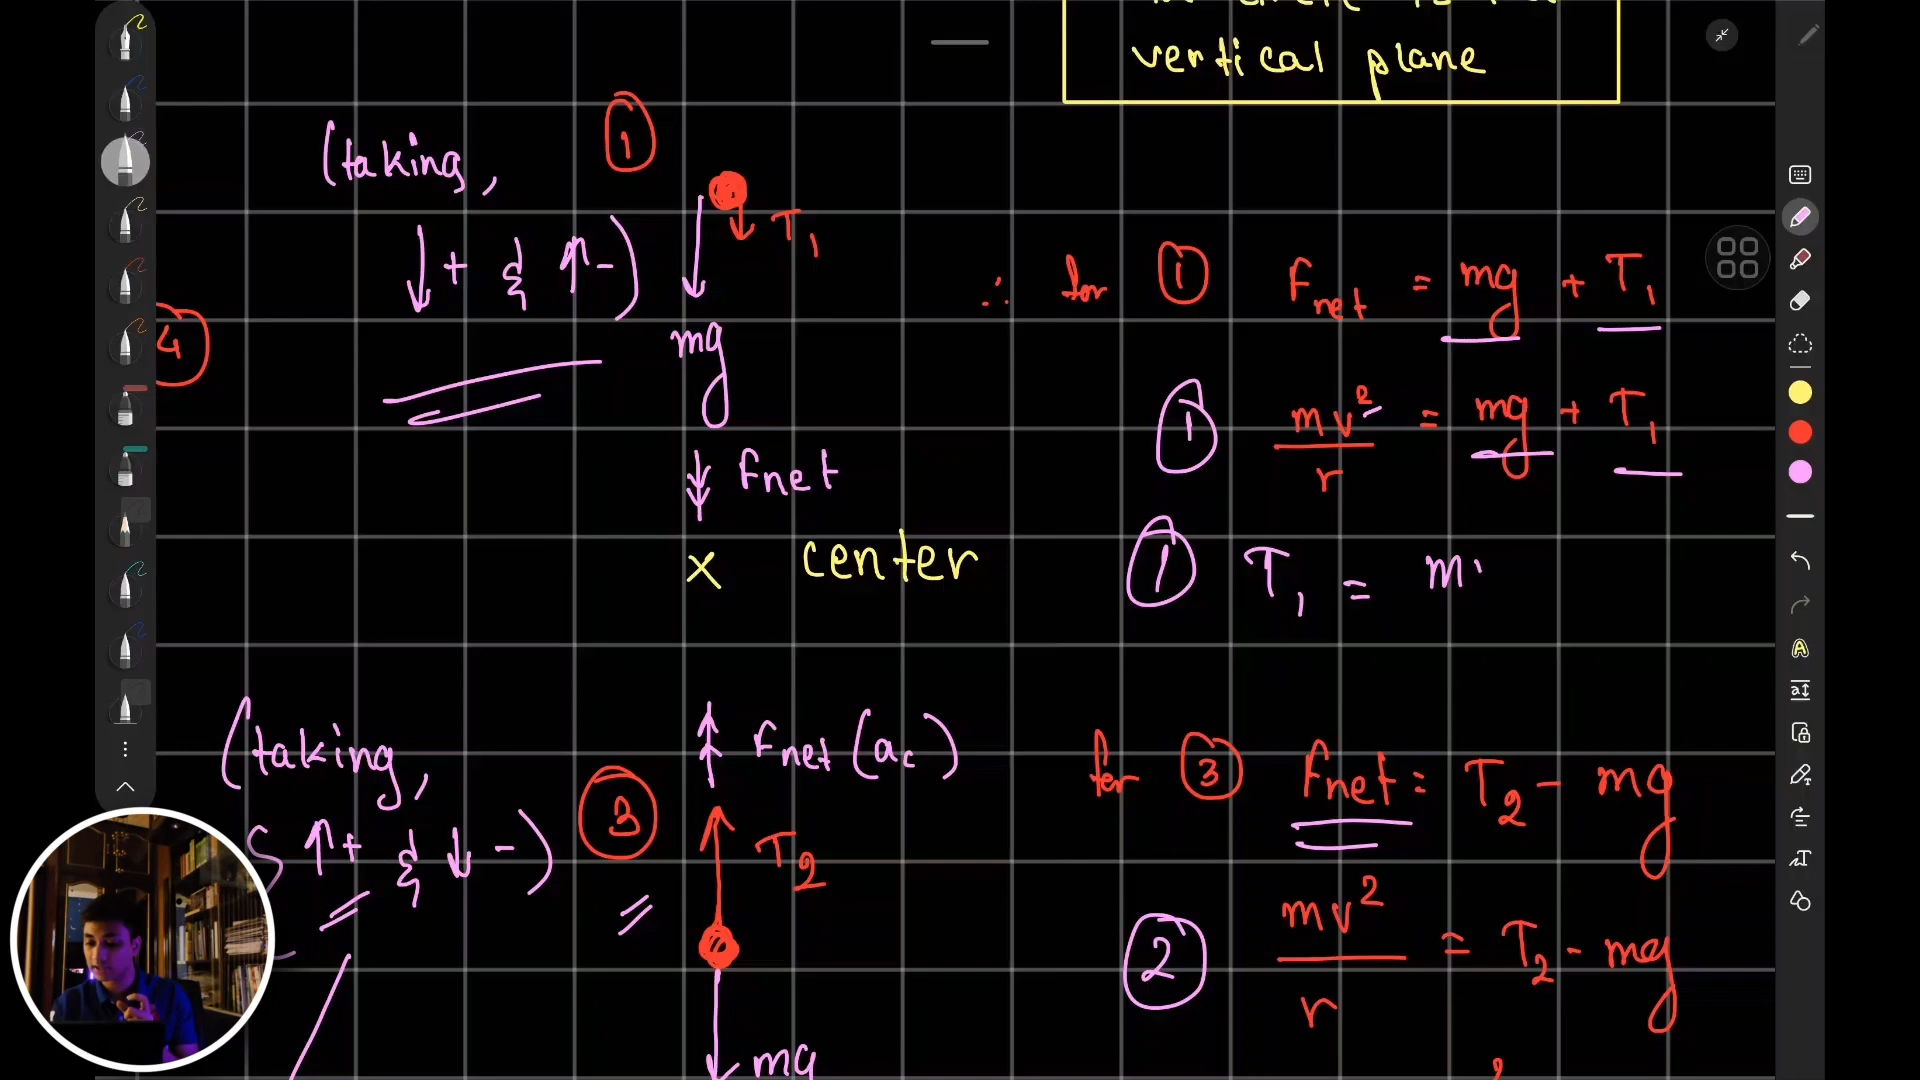 vertical plane
(taking,
1
T1
↓+ & ↑-)
4
mg
Fnet
x center
∴ for 1 Fnet = mg + T1
1 mv²/r = mg + T1
1 T1 = m
(taking,
↑+ & ↓ -)
Fnet (ac)
3
T2
mg
for 3 Fnet = T2 - mg
2 mv²/r = T2 - mg